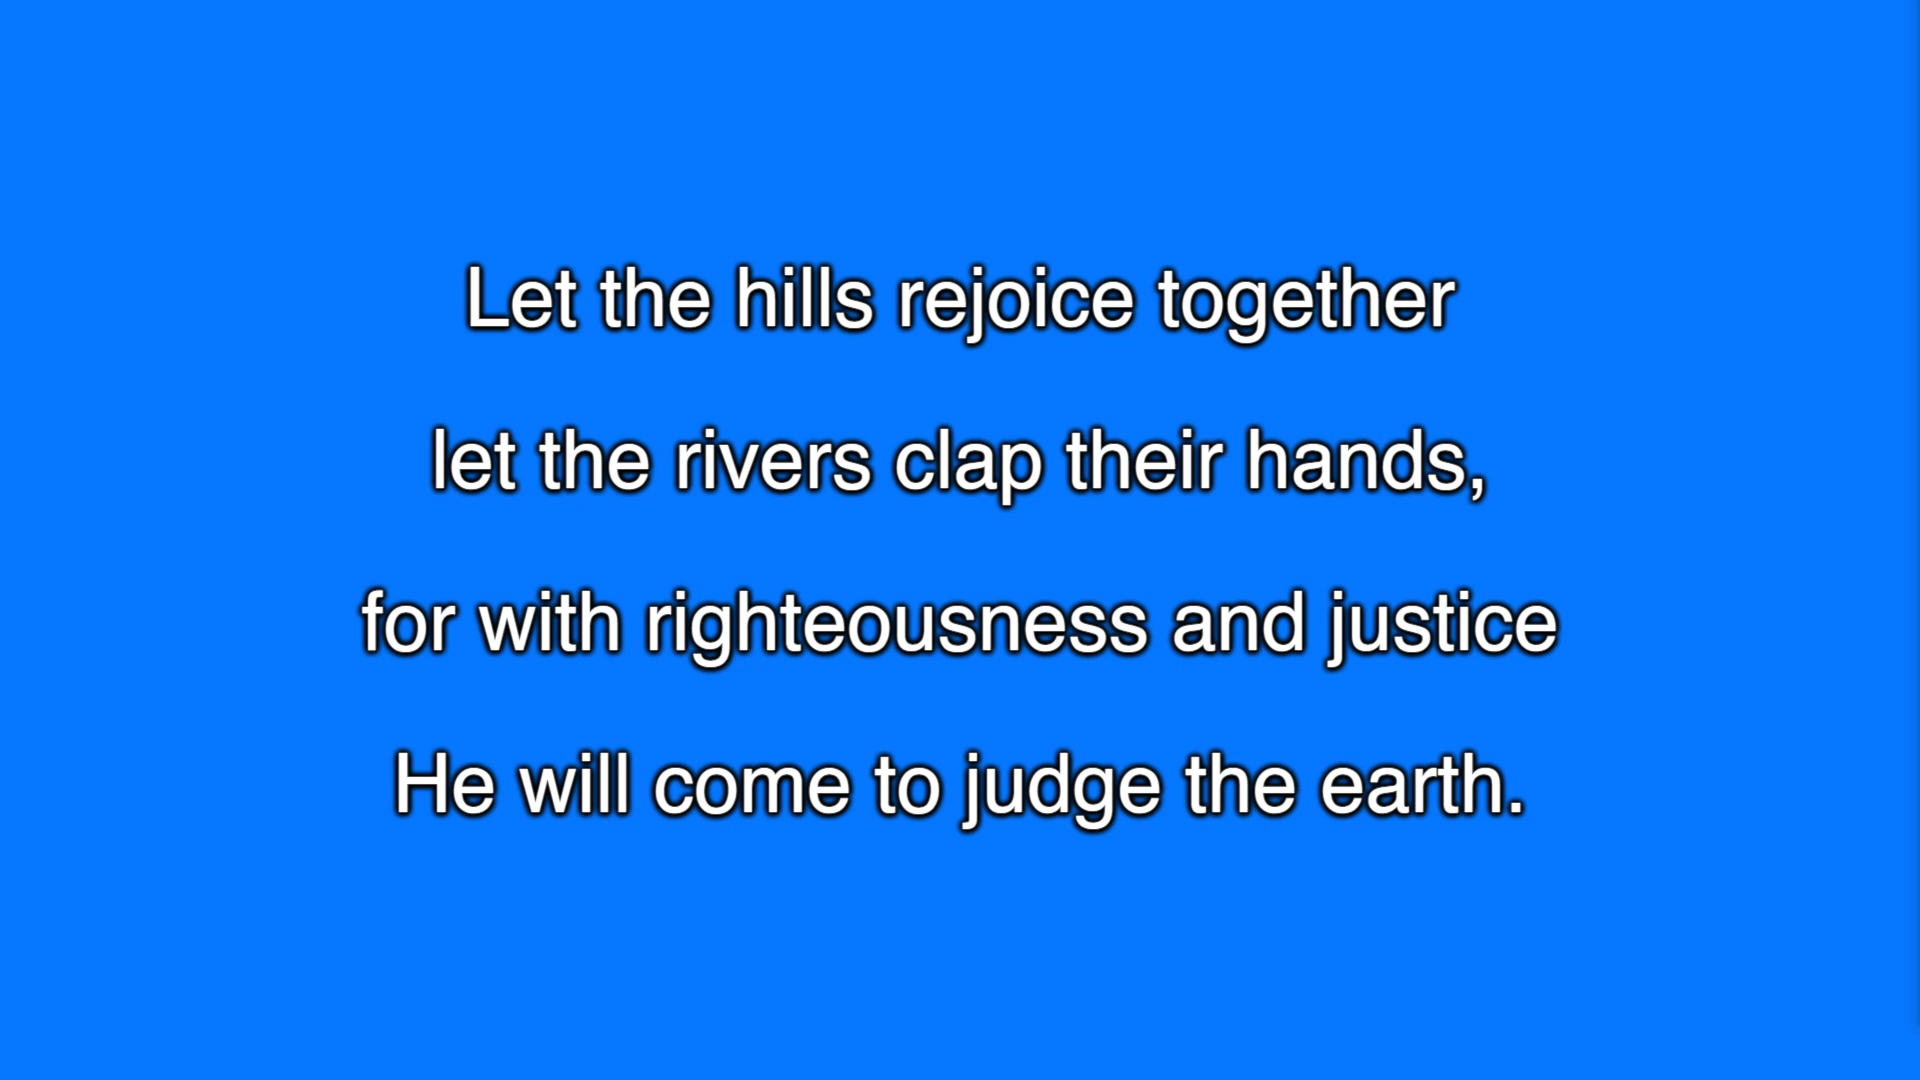 Let the hills rejoice together
let the rivers clap their hands,
for with righteousness and justice
He will come to judge the earth.